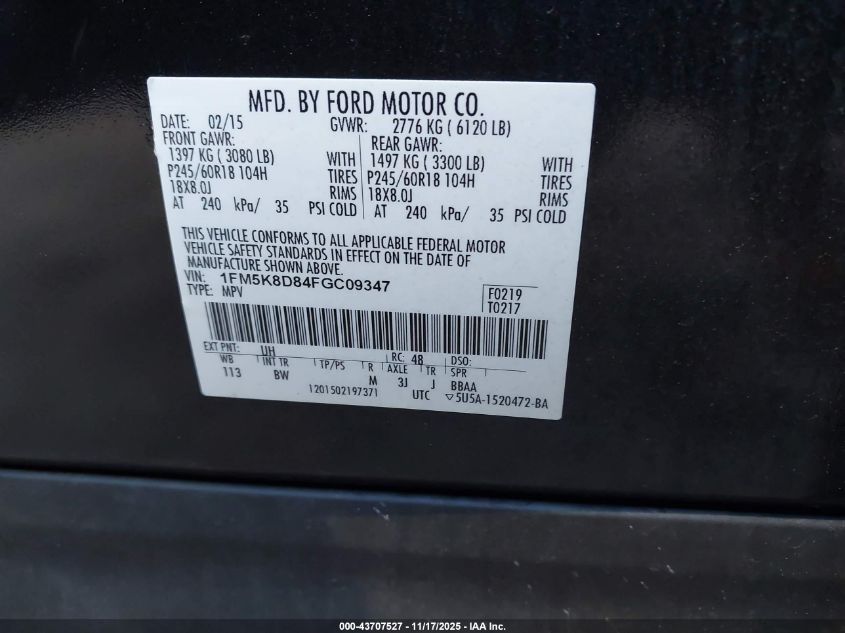 MFD. BY FORD MOTOR CO.
DATE: 02/15 GVWR: 2776 KG ( 6120 LB)
FRONT GAWR: REAR GAWR:
1397 KG ( 3080 LB) WITH 1497 KG ( 3300 LB) WITH
P245/60R18 104H TIRES P245/60R18 104H TIRES
18X8.0J RIMS 18X8.0J RIMS
AT 240 kPa/ 35 PSI COLD AT 240 kPa/ 35 PSI COLD
THIS VEHICLE CONFORMS TO ALL APPLICABLE FEDERAL MOTOR
VEHICLE SAFETY STANDARDS IN EFFECT ON THE DATE OF
MANUFACTURE SHOWN ABOVE.
VIN: 1FM5K8D84FGC09347
TYPE: MPV
F0219
T0217
EXT PNT: UH RC: 48 DSO:
WB INT TR TP/PS R AXLE TR SPR
113 BW M 3J J BBAA
1201502197371 UTC ▽5U5A-1520472-BA
000-43707527 - 11/17/2025 - IAA Inc.